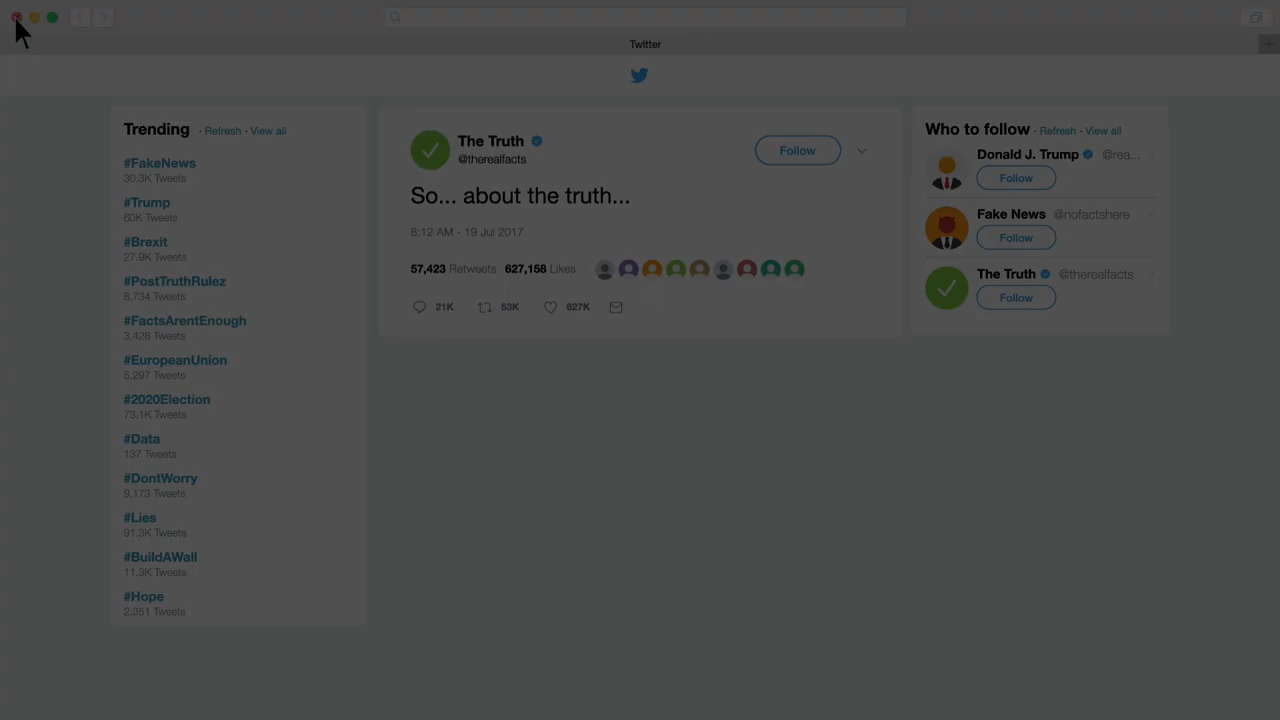 Twitter
Trending · Refresh · View all
#FakeNews
30.3K Tweets
#Trump
60K Tweets
#Brexit
27.9K Tweets
#PostTruthRulez
8,734 Tweets
#FactsArentEnough
3,428 Tweets
#EuropeanUnion
5,297 Tweets
#2020Election
73.1K Tweets
#Data
137 Tweets
#DontWorry
9,173 Tweets
#Lies
91.3K Tweets
#BuildAWall
11.3K Tweets
#Hope
2,351 Tweets
The Truth
@therealfacts
Follow
So... about the truth...
8:12 AM - 19 Jul 2017
57,423 Retweets 627,158 Likes
21K 53K 627K
Who to follow · Refresh · View all
Donald J. Trump @rea...
Follow
Fake News @nofactshere
Follow
The Truth @therealfacts
Follow